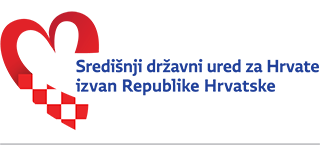 Središnji državni ured za Hrvate
izvan Republike Hrvatske